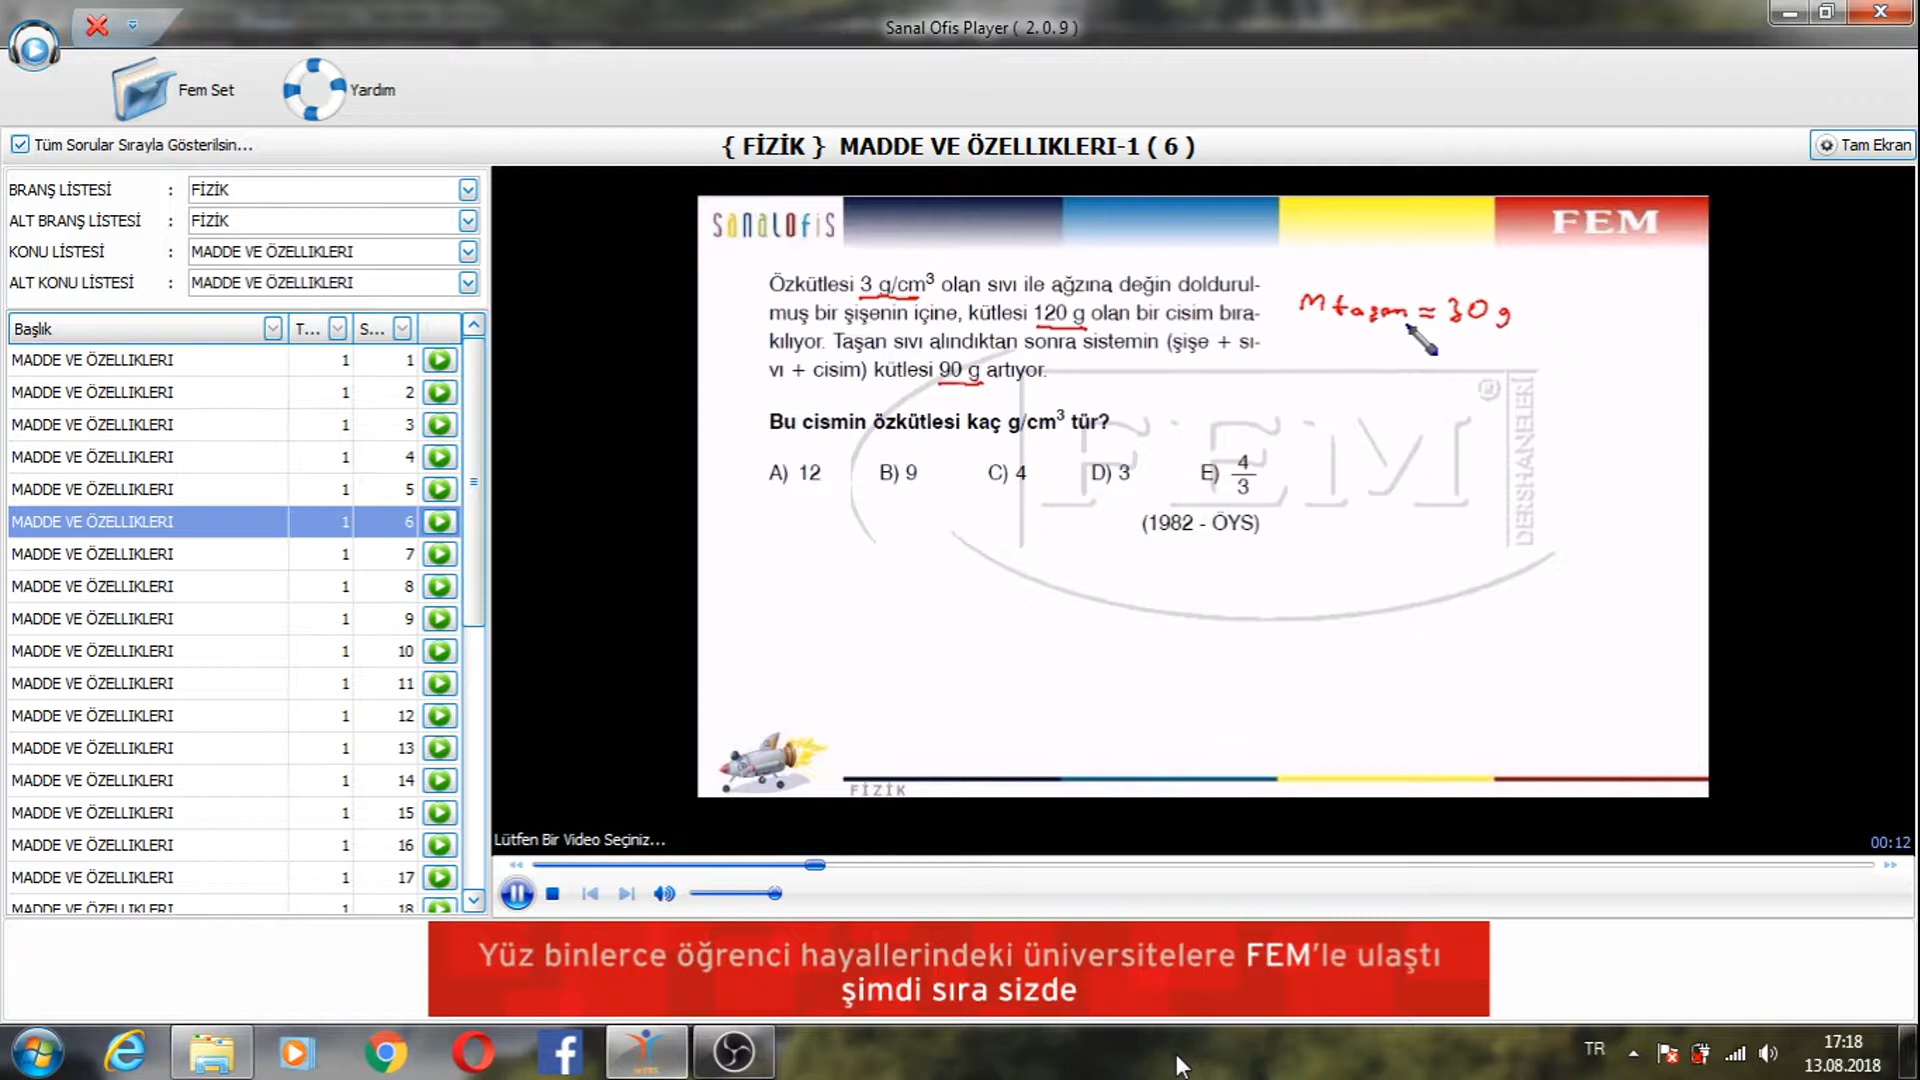 Sanal Ofis Player ( 2.0.9 )
Fem Set
Yardım
Tüm Sorular Sırayla Gösterilsin...
{ FİZİK } MADDE VE ÖZELLIKLERI-1 ( 6 )
Tam Ekran
BRANŞ LİSTESİ : FİZİK
ALT BRANŞ LİSTESİ : FİZİK
KONU LİSTESİ : MADDE VE ÖZELLIKLERI
ALT KONU LİSTESİ : MADDE VE ÖZELLIKLERI
Başlık T... S...
MADDE VE ÖZELLIKLERI 1 1
MADDE VE ÖZELLIKLERI 1 2
MADDE VE ÖZELLIKLERI 1 3
MADDE VE ÖZELLIKLERI 1 4
MADDE VE ÖZELLIKLERI 1 5
MADDE VE ÖZELLIKLERI 1 6
MADDE VE ÖZELLIKLERI 1 7
MADDE VE ÖZELLIKLERI 1 8
MADDE VE ÖZELLIKLERI 1 9
MADDE VE ÖZELLIKLERI 1 10
MADDE VE ÖZELLIKLERI 1 11
MADDE VE ÖZELLIKLERI 1 12
MADDE VE ÖZELLIKLERI 1 13
MADDE VE ÖZELLIKLERI 1 14
MADDE VE ÖZELLIKLERI 1 15
MADDE VE ÖZELLIKLERI 1 16
MADDE VE ÖZELLIKLERI 1 17
MADDE VE ÖZELLIKLERI 1 18
sanalofis
FEM
Özkütlesi 3 g/cm³ olan sıvı ile ağzına değin doldurul-
muş bir şişenin içine, kütlesi 120 g olan bir cisim bıra-
kılıyor. Taşan sıvı alındıktan sonra sistemin (şişe + sı-
vı + cisim) kütlesi 90 g artıyor.
Mtaşan = 30 g
Bu cismin özkütlesi kaç g/cm³ tür?
A) 12 B) 9 C) 4 D) 3 E) 4/3
(1982 - ÖYS)
FEM ®
DERSHANELERİ
FİZİK
Lütfen Bir Video Seçiniz...
00:12
Yüz binlerce öğrenci hayallerindeki üniversitelere FEM'le ulaştı
şimdi sıra sizde
TR
17:18
13.08.2018